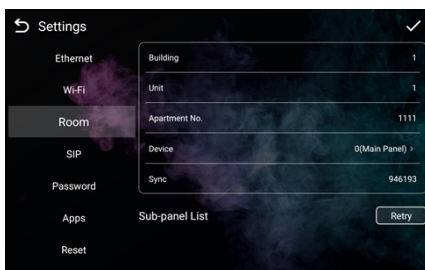 Settings
Ethernet
Wi-Fi
Room
SIP
Password
Apps
Reset
Building 1
Unit 1
Apartment No. 1111
Device 0(Main Panel) >
Sync 946193
Sub-panel List Retry